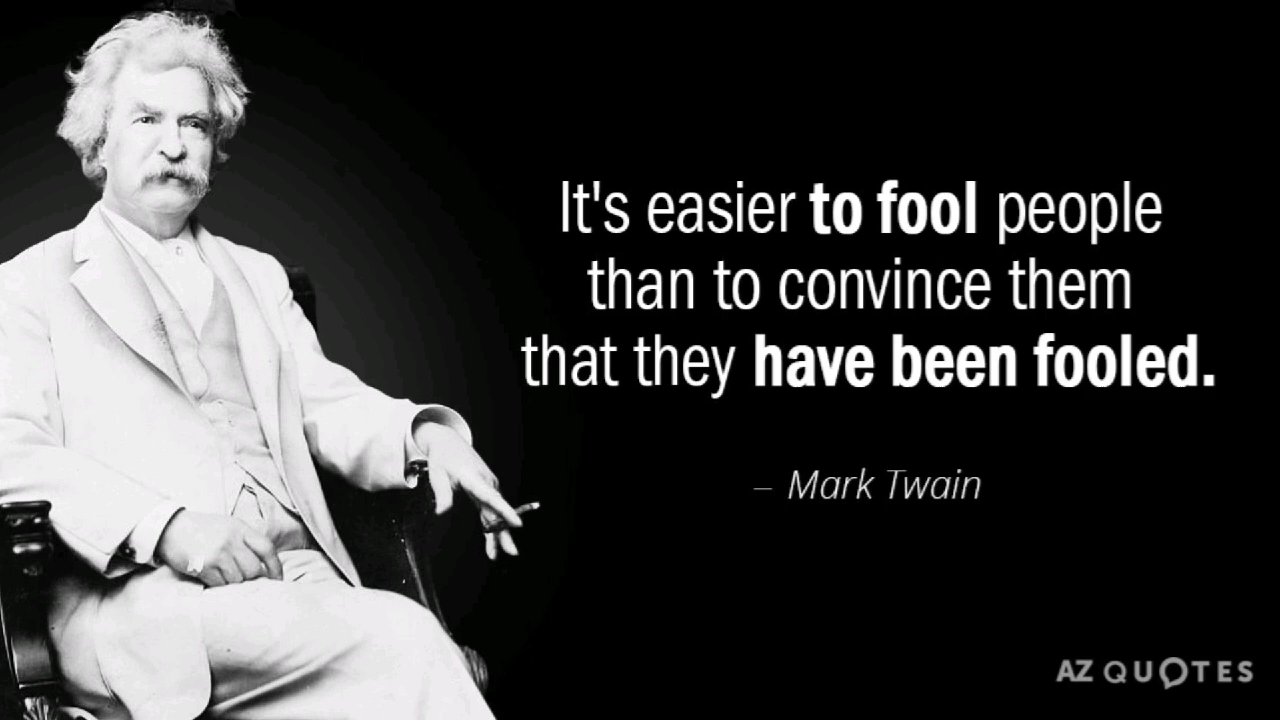 It's easier to fool people
than to convince them
that they have been fooled.
– Mark Twain
AZ QUOTES